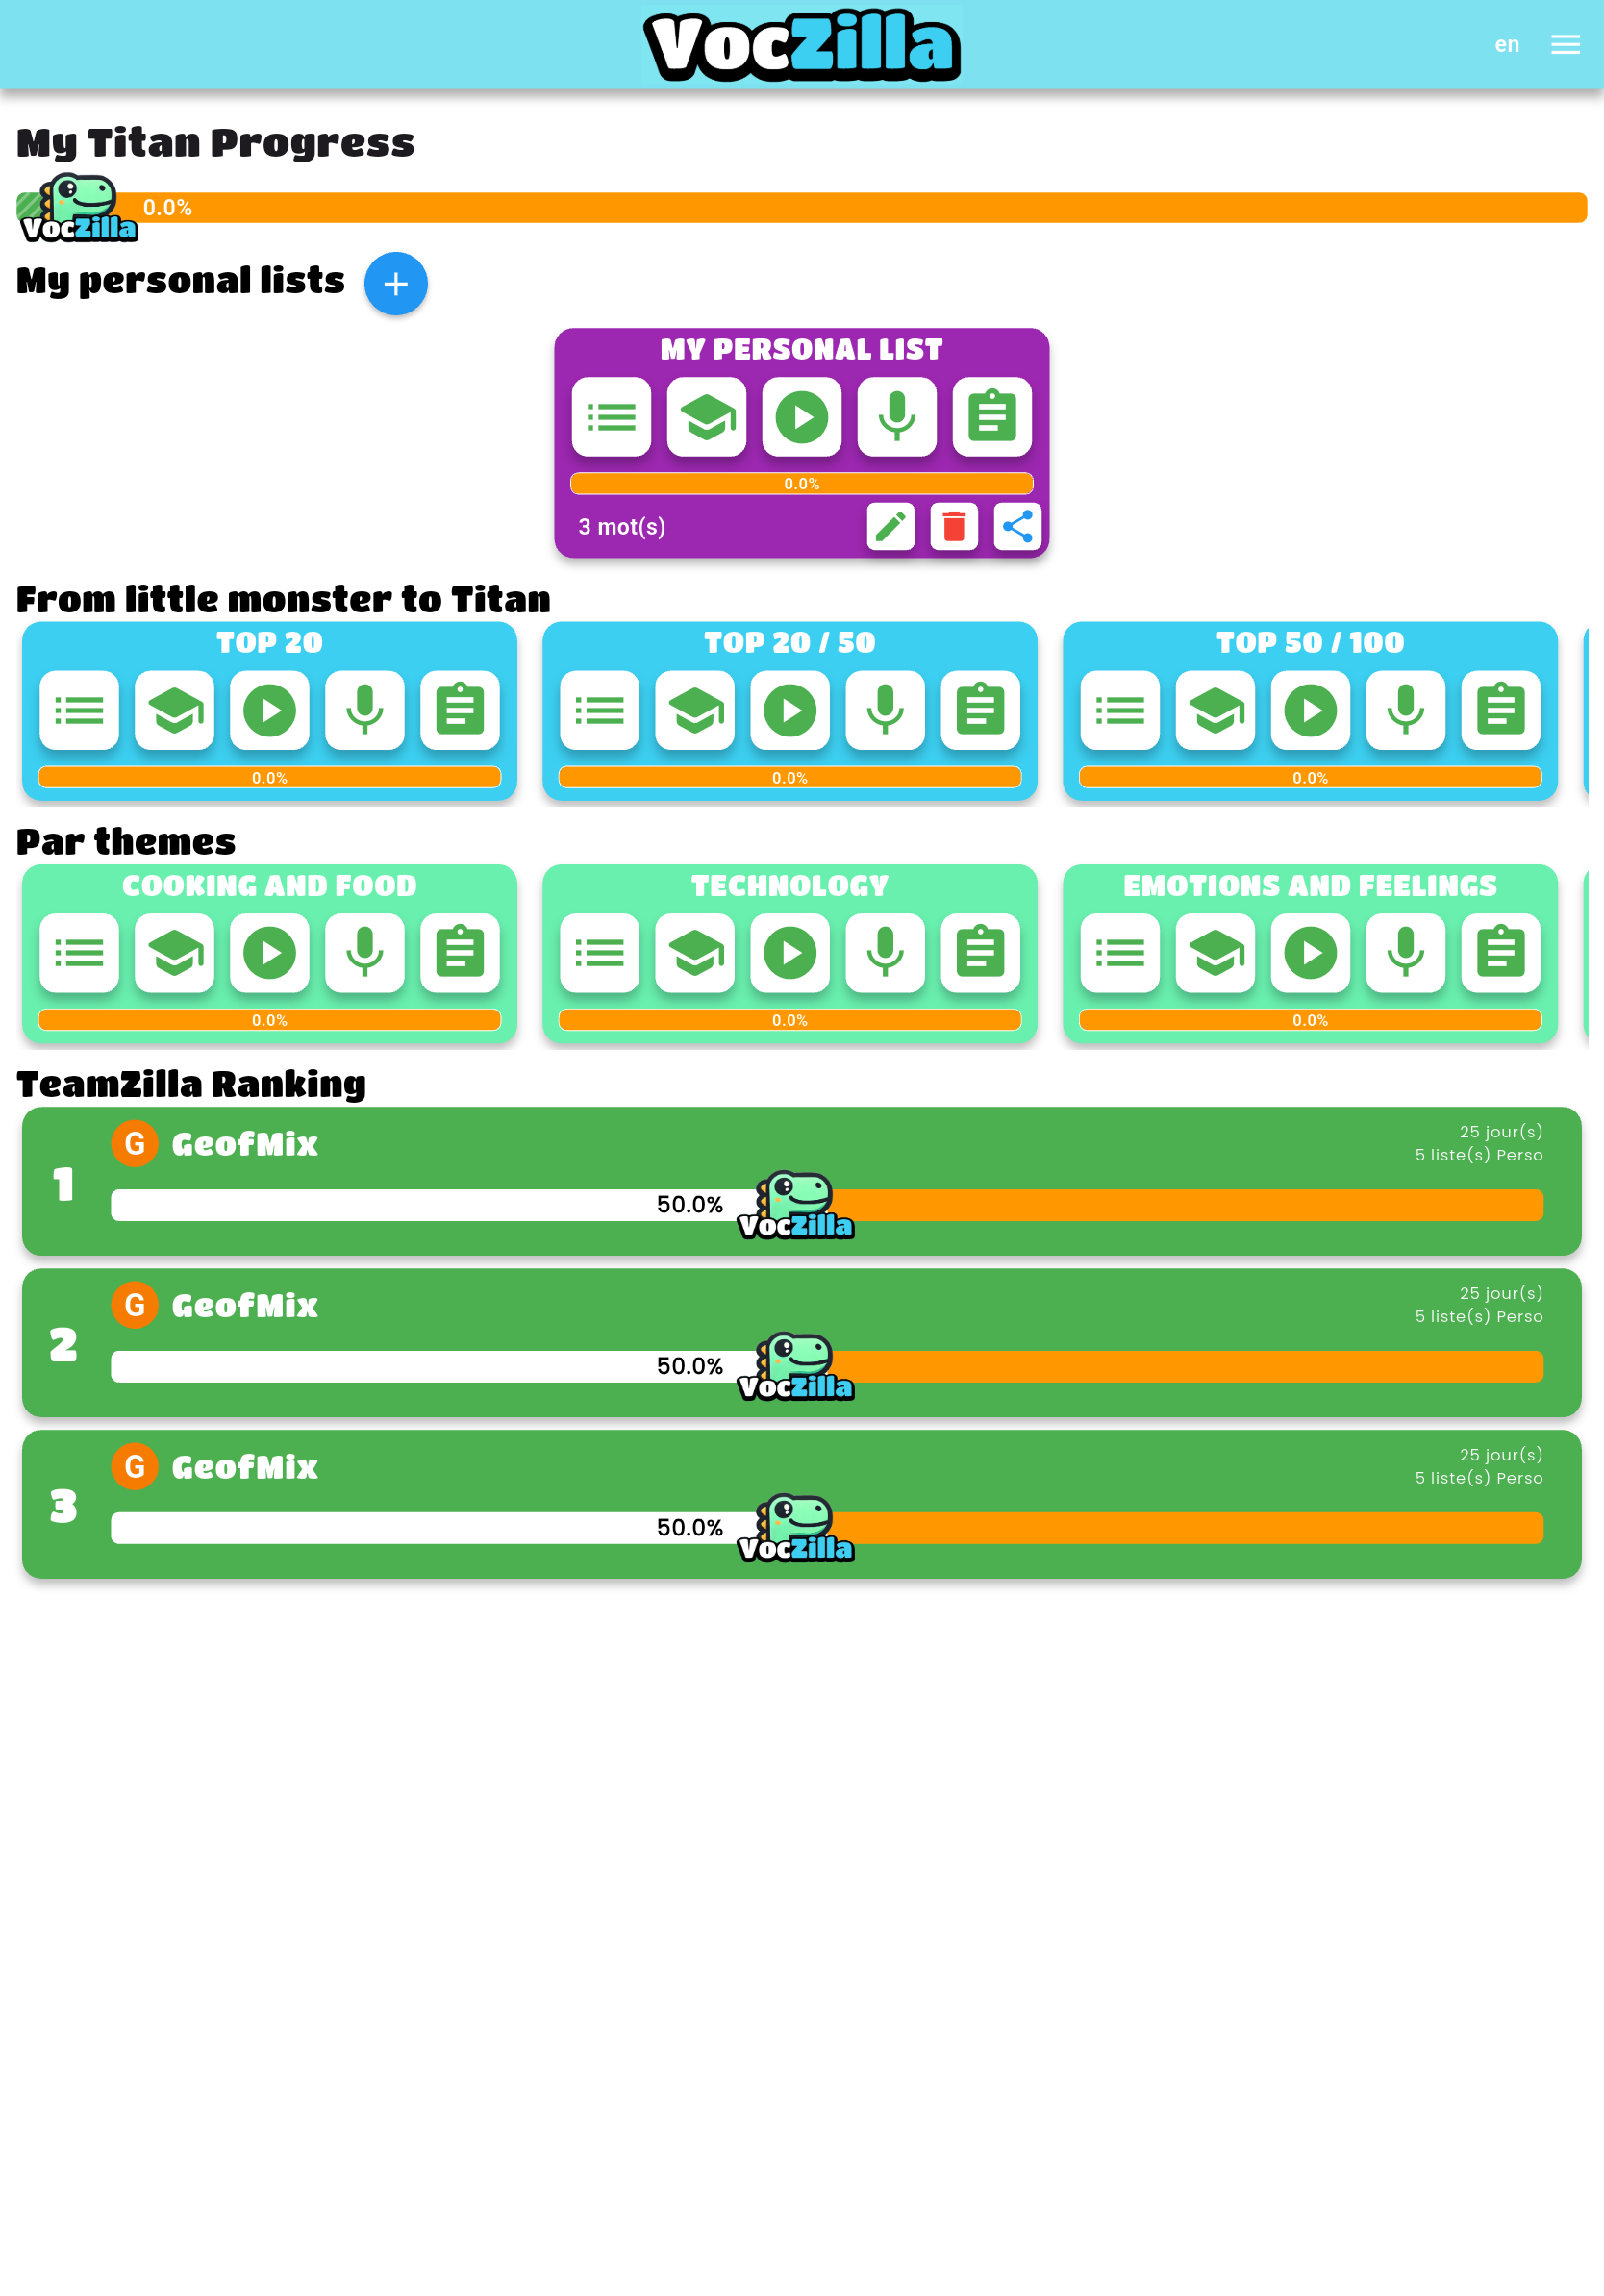 VocZilla
en
My Titan Progress
VocZilla
0.0%
My personal lists
MY PERSONAL LIST
0.0%
3 mot(s)
From little monster to Titan
TOP 20
TOP 20 / 50
TOP 50 / 100
0.0%
0.0%
0.0%
Par themes
COOKING AND FOOD
TECHNOLOGY
EMOTIONS AND FEELINGS
0.0%
0.0%
0.0%
TeamZilla Ranking
1
G
GeofMix
25 jour(s)
5 liste(s) Perso
50.0%
VocZilla
2
G
GeofMix
25 jour(s)
5 liste(s) Perso
50.0%
VocZilla
3
G
GeofMix
25 jour(s)
5 liste(s) Perso
50.0%
VocZilla